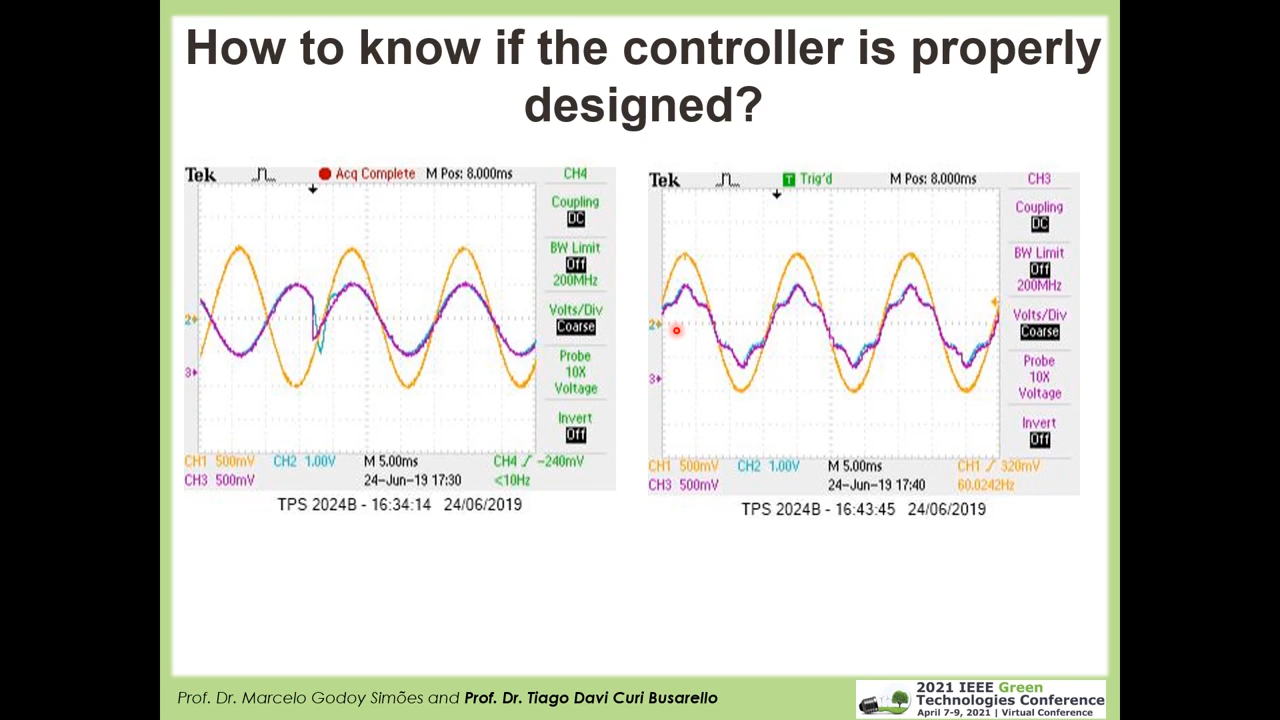 How to know if the controller is properly
designed?
Tek
Acq Complete
M Pos: 8.000ms
CH4
Coupling
DC
BW Limit
Off
200MHz
Volts/Div
Coarse
Probe
10X
Voltage
Invert
Off
2
3
CH1 500mV
CH2 1.00V
M 5.00ms
CH4 / -240mV
CH3 500mV
24-Jun-19 17:30
<10Hz
TPS 2024B - 16:34:14 24/06/2019
Tek
T Trig'd
M Pos: 8.000ms
CH3
Coupling
DC
BW Limit
Off
200MHz
Volts/Div
Coarse
Probe
10X
Voltage
Invert
Off
2
3
CH1 500mV
CH2 1.00V
M 5.00ms
CH1 / 320mV
CH3 500mV
24-Jun-19 17:40
60.0242Hz
TPS 2024B - 16:43:45 24/06/2019
Prof. Dr. Marcelo Godoy Simões and Prof. Dr. Tiago Davi Curi Busarello
2021 IEEE Green
Technologies Conference
April 7-9, 2021 | Virtual Conference